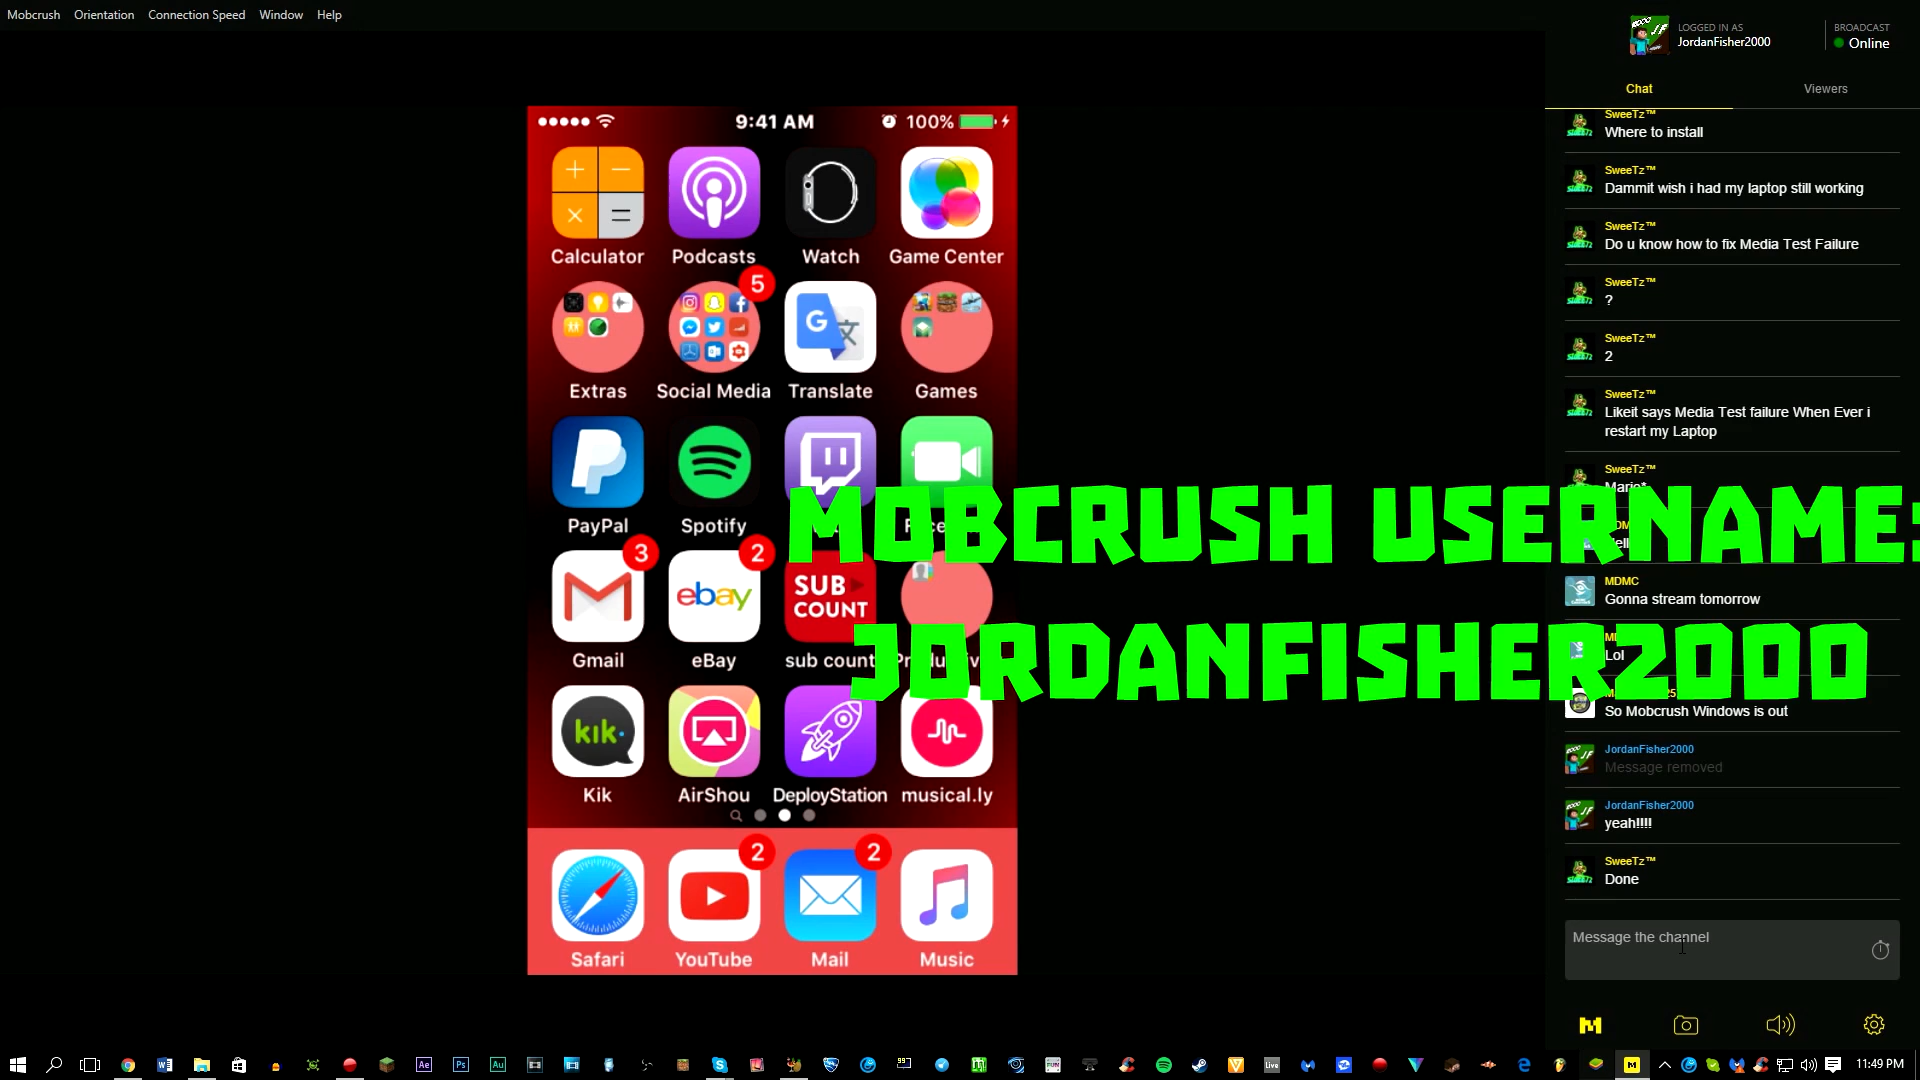 Mobcrush Orientation Connection Speed Window Help
LOGGED IN AS
JordanFisher2000
BROADCAST
Online
Chat Viewers
9:41 AM 100%
Calculator Podcasts Watch Game Center
5
Extras Social Media Translate Games
PayPal Spotify
3 2
ebay
SUB
COUNT
Gmail eBay sub count
kik
Kik AirShou DeployStation musical.ly
2 2
Safari YouTube Mail Music
MOBCRUSH USERNAME:
JORDANFISHER2000
SweeTz™
Where to install
SweeTz™
Dammit wish i had my laptop still working
SweeTz™
Do u know how to fix Media Test Failure
SweeTz™
?
SweeTz™
2
SweeTz™
Likeit says Media Test failure When Ever i
restart my Laptop
SweeTz™
MDMC
Gonna stream tomorrow
Lol
So Mobcrush Windows is out
JordanFisher2000
Message removed
JordanFisher2000
yeah!!!!
SweeTz™
Done
Message the channel
11:49 PM